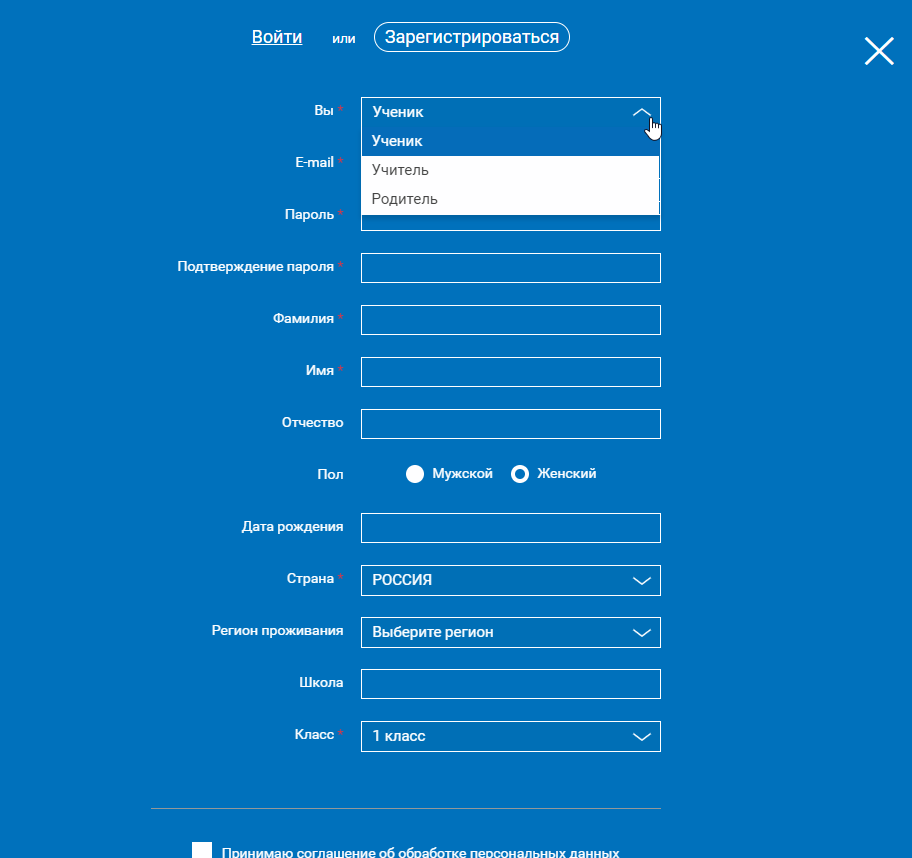 Войти или Зарегистрироваться
Вы * Ученик
Ученик
E-mail *
Учитель
Родитель
Пароль *
Подтверждение пароля *
Фамилия *
Имя *
Отчество
Пол Мужской Женский
Дата рождения
Страна * РОССИЯ
Регион проживания Выберите регион
Школа
Класс * 1 класс
Принимаю соглашение об обработке персональных данных